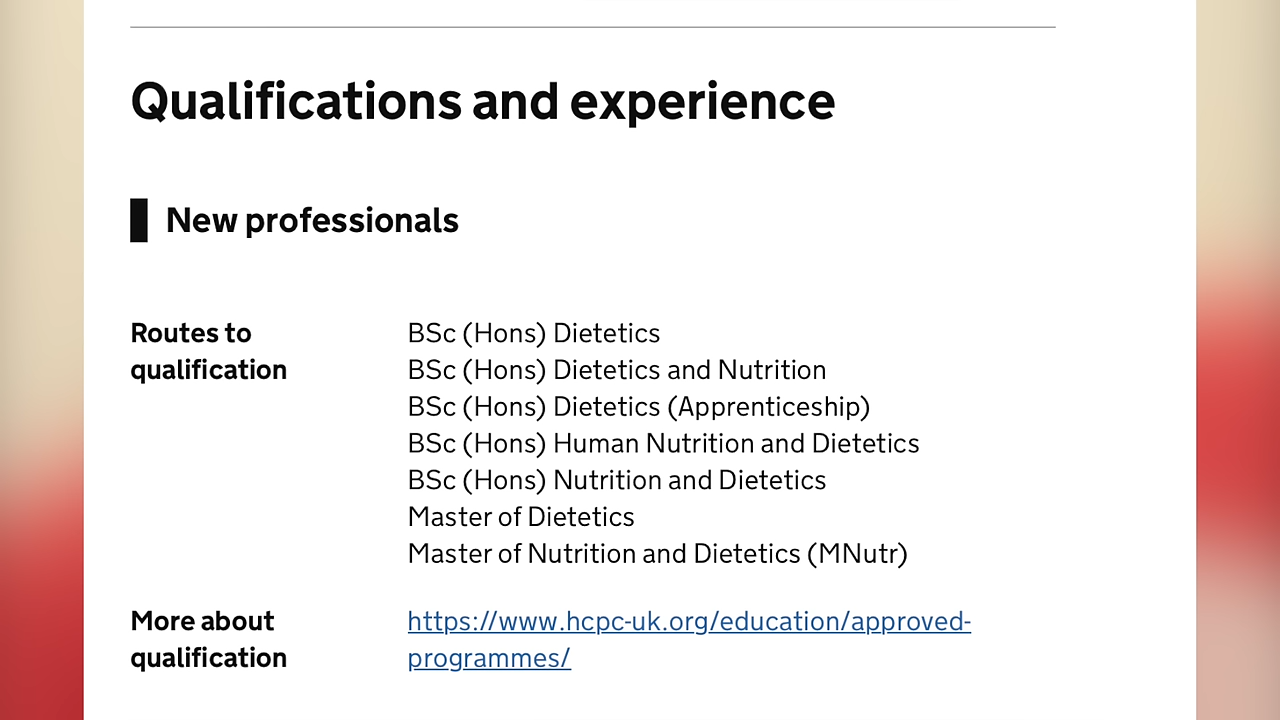 Qualifications and experience
New professionals
Routes to
qualification
BSc (Hons) Dietetics
BSc (Hons) Dietetics and Nutrition
BSc (Hons) Dietetics (Apprenticeship)
BSc (Hons) Human Nutrition and Dietetics
BSc (Hons) Nutrition and Dietetics
Master of Dietetics
Master of Nutrition and Dietetics (MNutr)
More about
qualification
https://www.hcpc-uk.org/education/approved-
programmes/